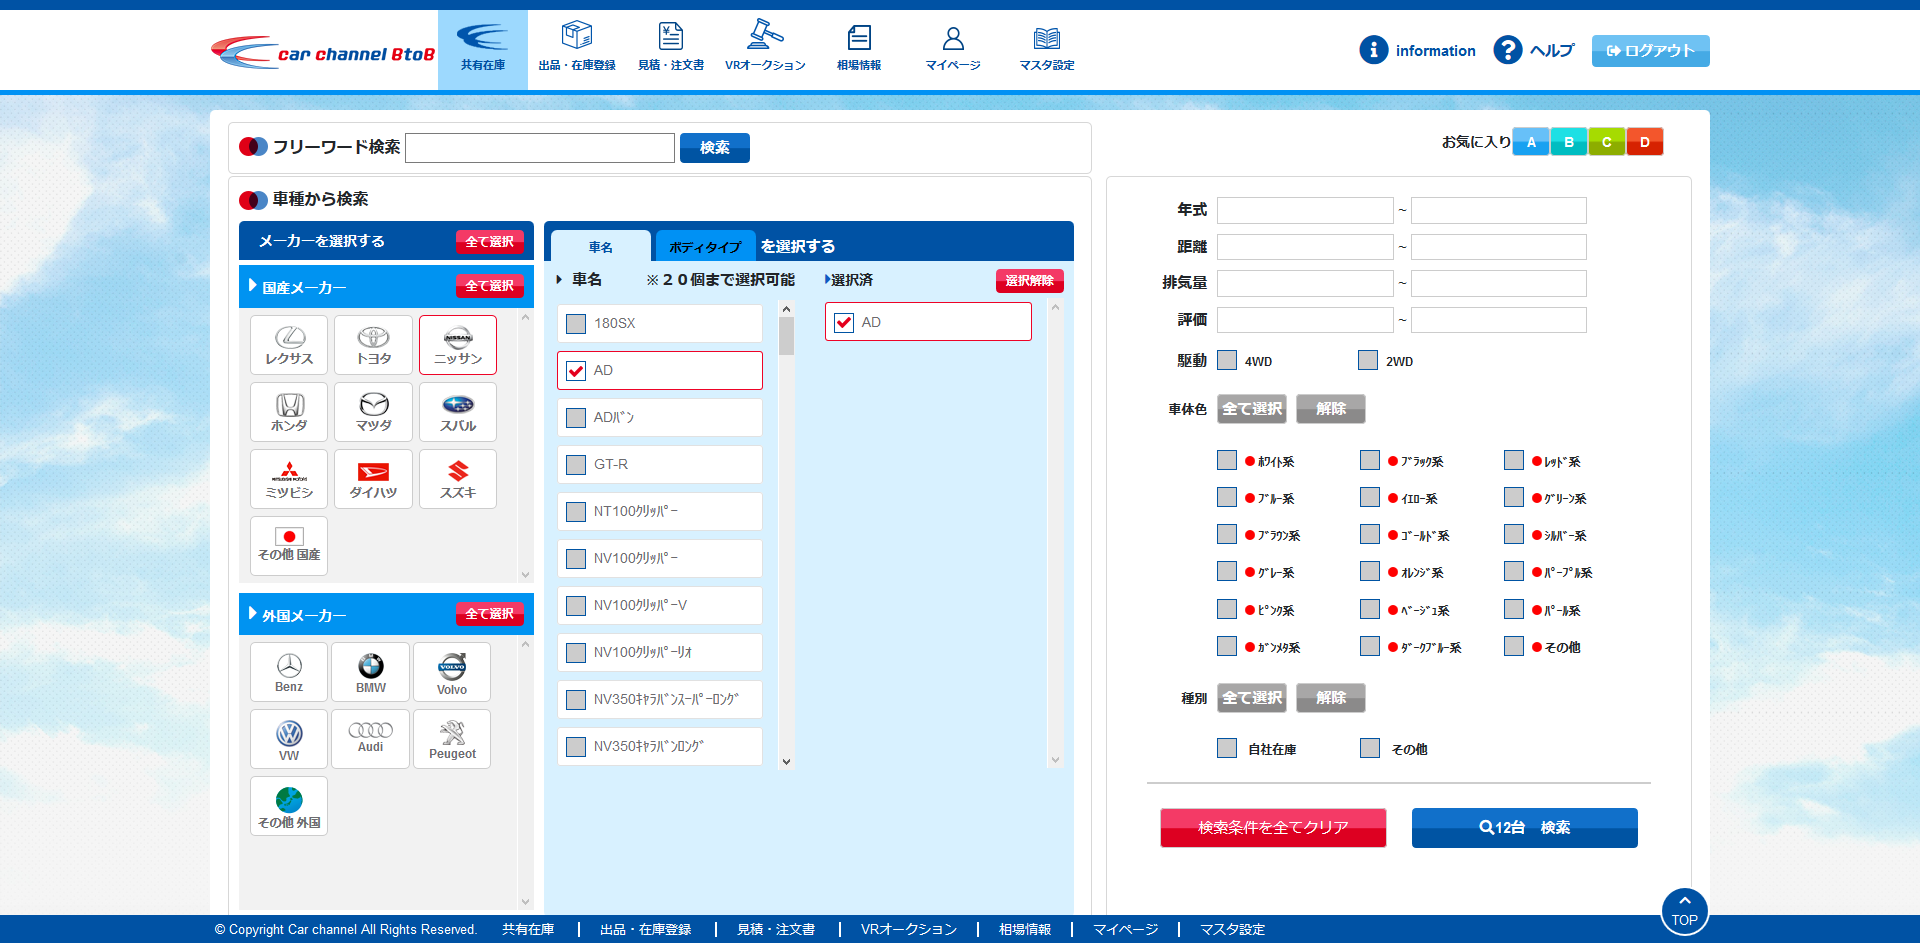 car channel BtoB
共有在庫
出品・在庫登録
見積・注文書
VRオークション
相場情報
マイページ
マスタ設定
information
ヘルプ
ログアウト
フリーワード検索
検索
お気に入り A B C D
車種から検索
メーカーを選択する 全て選択
国産メーカー 全て選択
レクサス トヨタ ニッサン
ホンダ マツダ スバル
ミツビシ ダイハツ スズキ
その他 国産
外国メーカー 全て選択
Benz BMW Volvo
VW Audi Peugeot
その他 外国
車名 ボディタイプ を選択する
車名 ※２０個まで選択可能
180SX
AD
ADﾊﾞﾝ
GT-R
NT100ｸﾘｯﾊﾟｰ
NV100ｸﾘｯﾊﾟｰ
NV100ｸﾘｯﾊﾟｰV
NV100ｸﾘｯﾊﾟｰﾘｵ
NV350ｷｬﾗﾊﾞﾝｽｰﾊﾟｰﾛﾝｸﾞ
NV350ｷｬﾗﾊﾞﾝﾛﾝｸﾞ
選択済 選択解除
AD
年式 ~
距離 ~
排気量 ~
評価 ~
駆動 4WD 2WD
車体色 全て選択 解除
ﾎﾜｲﾄ系 ﾌﾞﾗｯｸ系 ﾚｯﾄﾞ系
ﾌﾞﾙｰ系 ｲｴﾛｰ系 ｸﾞﾘｰﾝ系
ﾌﾞﾗｳﾝ系 ｺﾞｰﾙﾄﾞ系 ｼﾙﾊﾞｰ系
ｸﾞﾚｰ系 ｵﾚﾝｼﾞ系 ﾊﾟｰﾌﾟﾙ系
ﾋﾟﾝｸ系 ﾍﾞｰｼﾞｭ系 ﾊﾟｰﾙ系
ｶﾞﾝﾒﾀ系 ﾀﾞｰｸﾌﾞﾙｰ系 その他
種別 全て選択 解除
自社在庫 その他
検索条件を全てクリア
12台 検索
TOP
© Copyright Car channel All Rights Reserved. 共有在庫 | 出品・在庫登録 | 見積・注文書 | VRオークション | 相場情報 | マイページ | マスタ設定